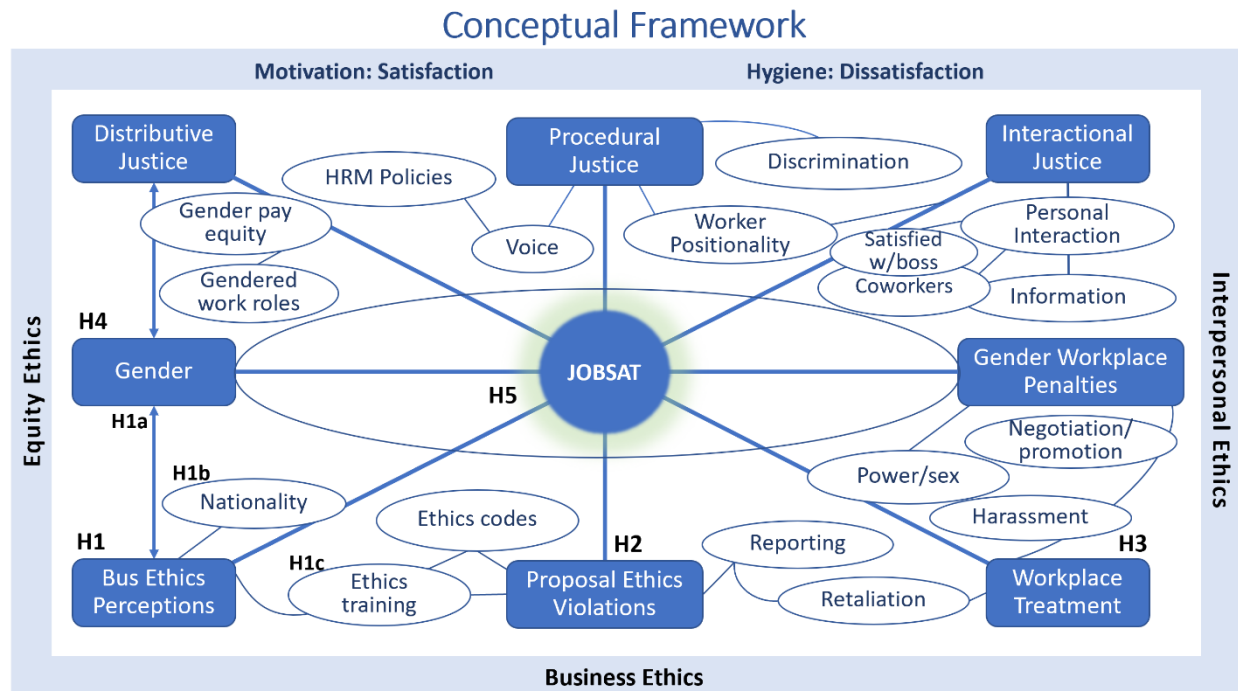 Conceptual Framework
Motivation: Satisfaction
Hygiene: Dissatisfaction
Distributive
Justice
Procedural
Justice
Interactional
Justice
Discrimination
HRM Policies
Gender pay
equity
Voice
Worker
Positionality
Personal
Interaction
Satisfied
w/boss
Coworkers
Information
Gendered
work roles
Equity Ethics
Interpersonal Ethics
H4
Gender
H1a
JOBSAT
H5
Gender Workplace
Penalties
Negotiation/
promotion
Power/sex
H1b
Nationality
Ethics codes
Harassment
H1
Bus Ethics
Perceptions
H1c
Ethics
training
H2
Proposal Ethics
Violations
Reporting
Retaliation
H3
Workplace
Treatment
Business Ethics